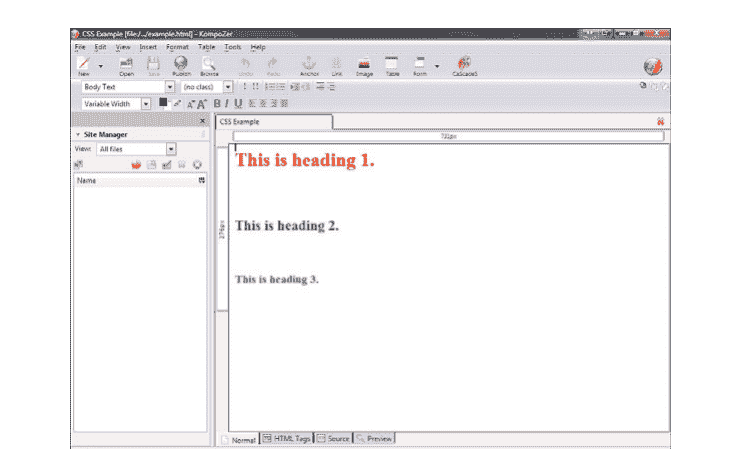 CSS Example [file:/.../example.html] - KompoZer
File Edit View Insert Format Table Tools Help
New Open Save Publish Browse Undo Redo Anchor Link Image Table Form CaScadeS
Body Text (no class)
Variable Width B I U
CSS Example
Site Manager
731px
View: All files
Name
This is heading 1.
This is heading 2.
This is heading 3.
Normal HTML Tags Source Preview